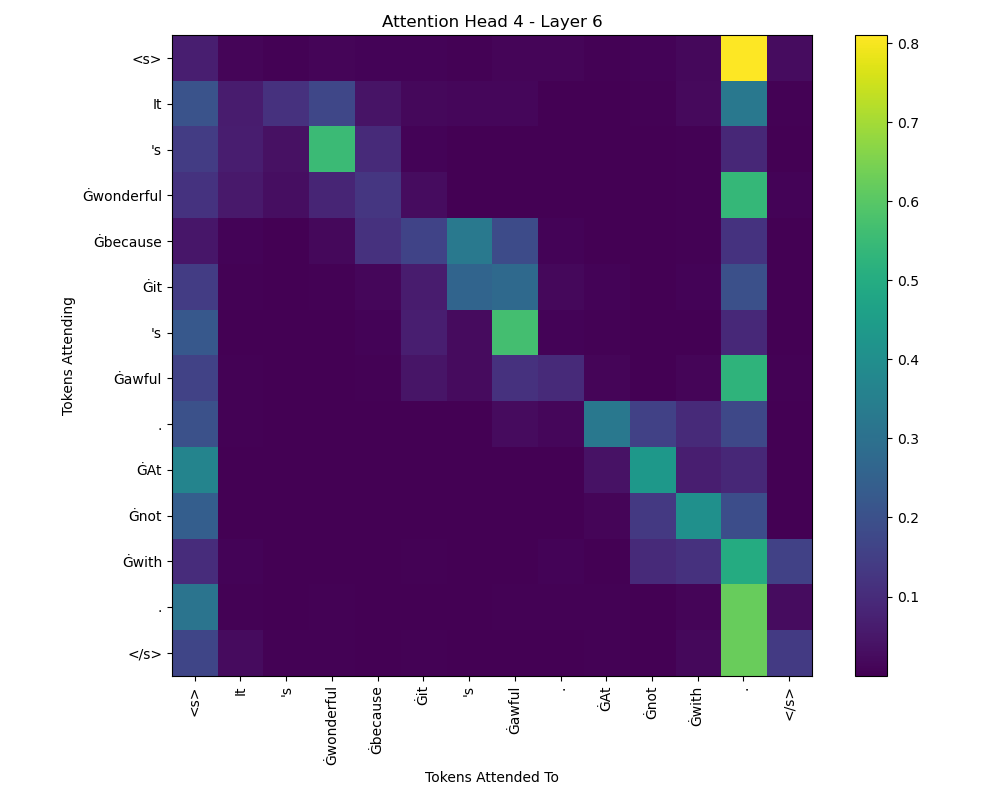 Attention Head 4 - Layer 6
<s>
It
's
Ġwonderful
Ġbecause
Ġit
's
Ġawful
.
ĠAt
Ġnot
Ġwith
.
</s>
Tokens Attending
<s>
It
's
Ġwonderful
Ġbecause
Ġit
's
Ġawful
.
ĠAt
Ġnot
Ġwith
.
</s>
Tokens Attended To
0.8
0.7
0.6
0.5
0.4
0.3
0.2
0.1